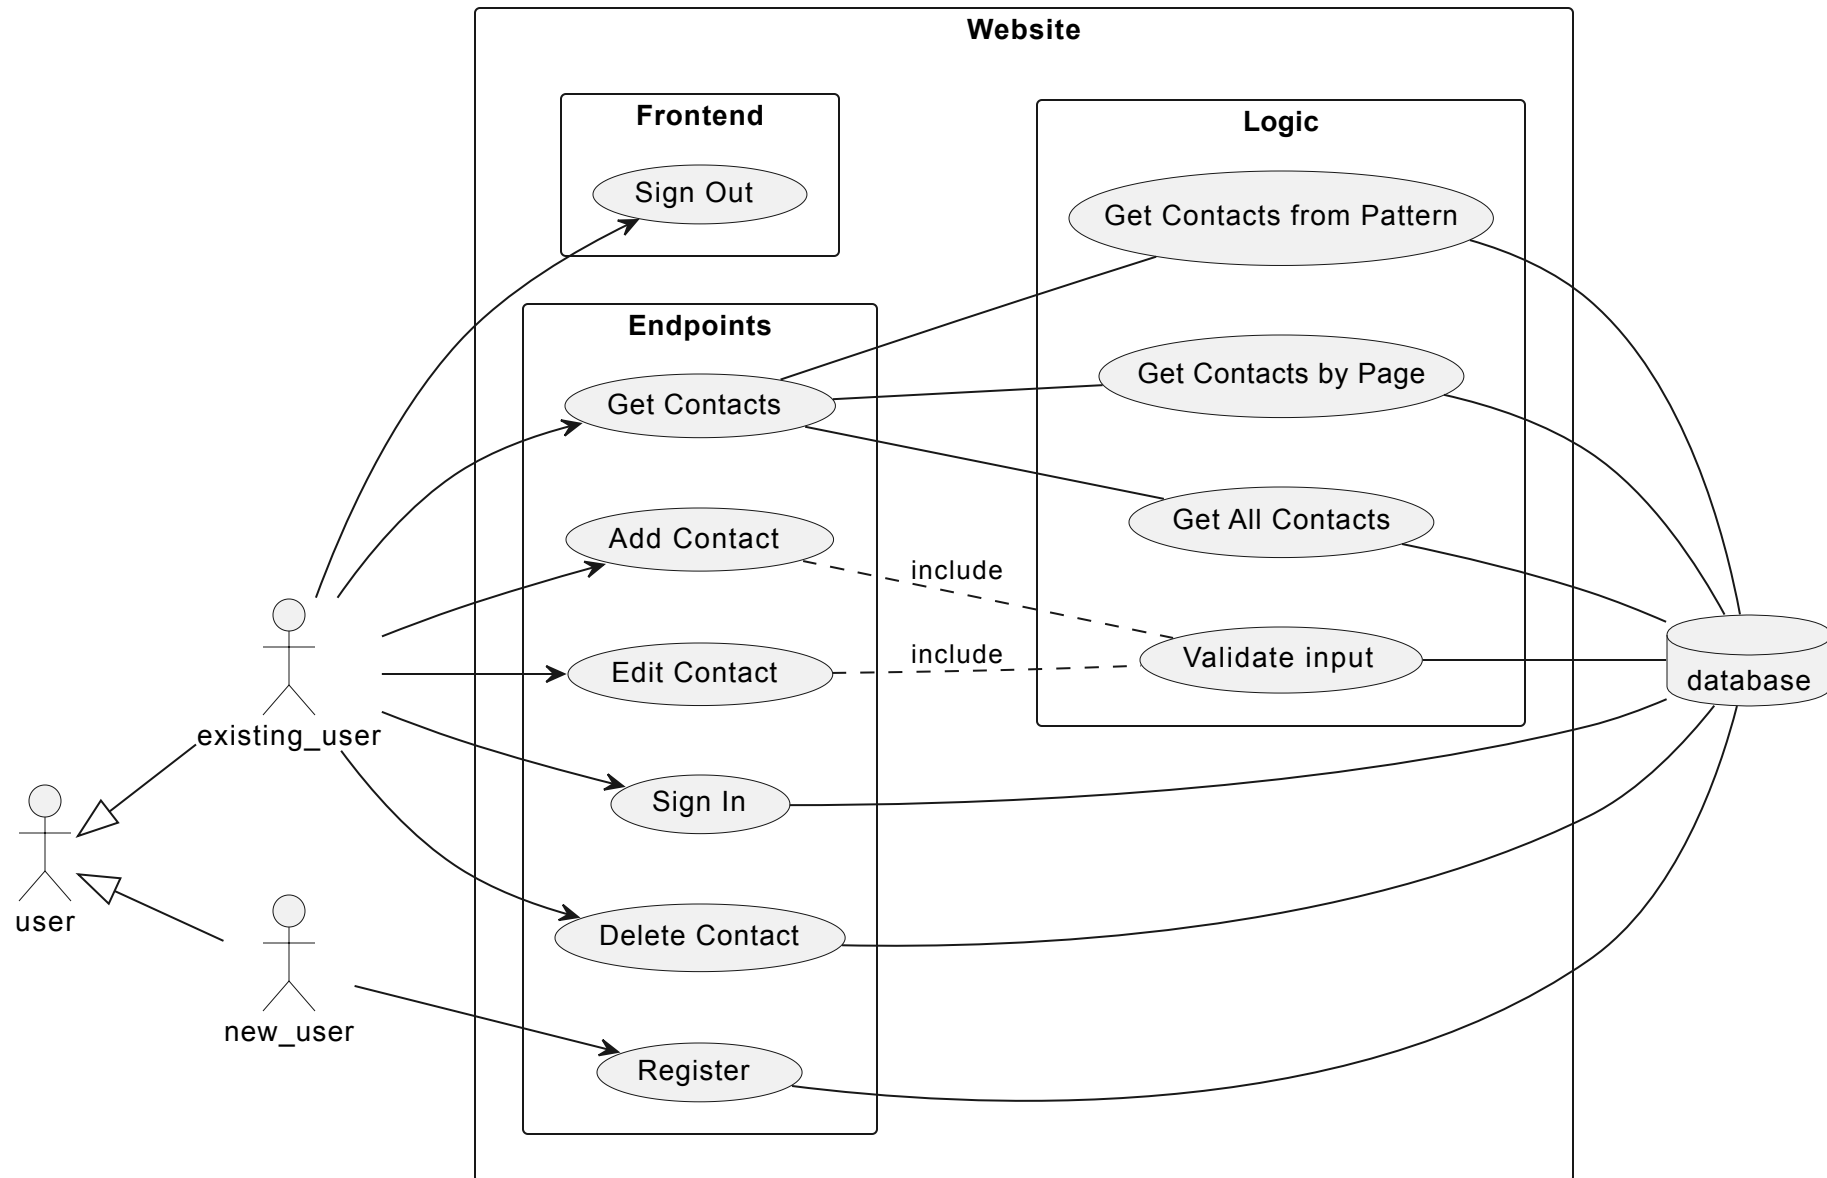 Website
Frontend
Sign Out
Logic
Get Contacts from Pattern
Get Contacts by Page
Get All Contacts
Validate input
Endpoints
Get Contacts
Add Contact
include
Edit Contact
include
Sign In
Delete Contact
Register
existing_user
user
new_user
database